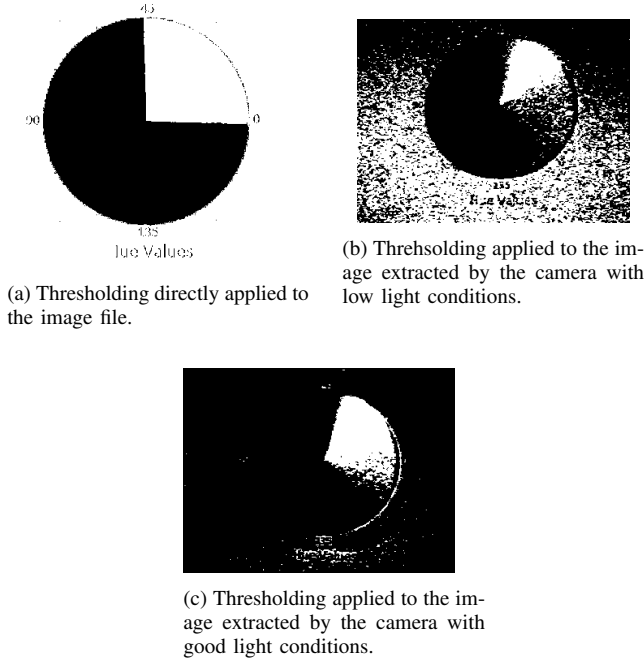 45
90
0
135
lue Values
(a) Thresholding directly applied to
the image file.
(b) Threhsolding applied to the im-
age extracted by the camera with
low light conditions.
(c) Thresholding applied to the im-
age extracted by the camera with
good light conditions.